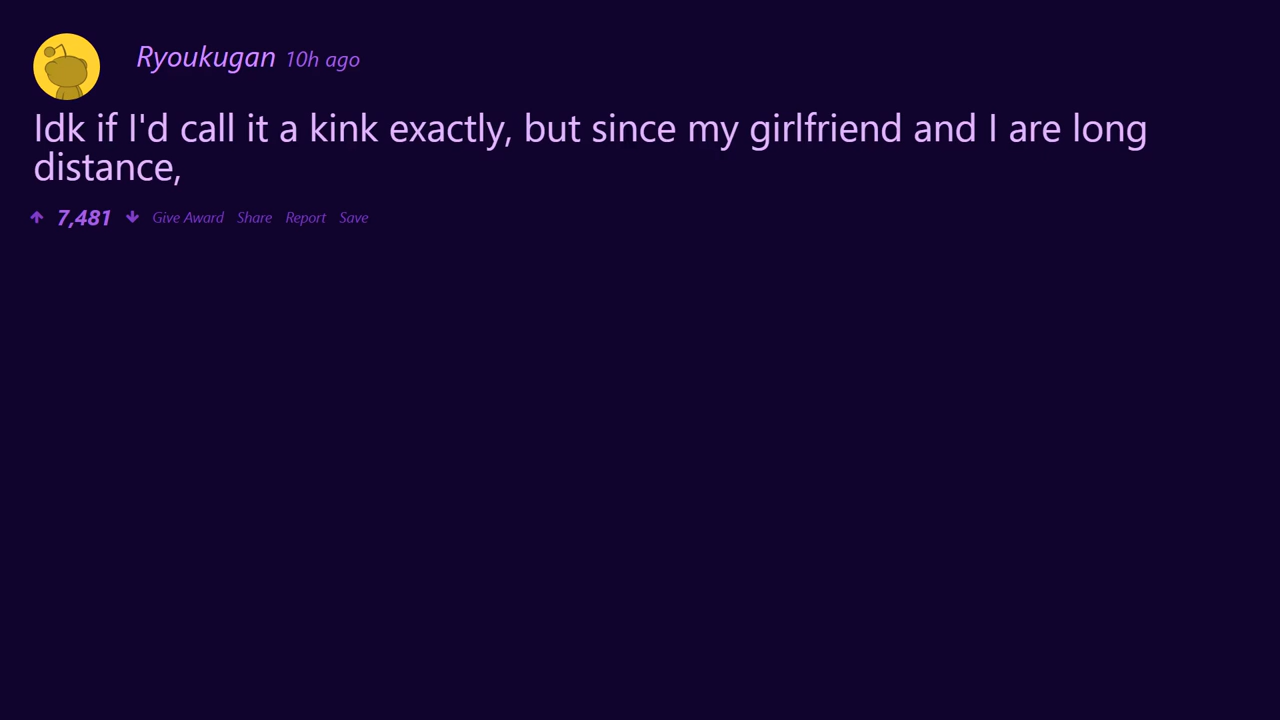 Ryoukugan 10h ago
Idk if I'd call it a kink exactly, but since my girlfriend and I are long
distance,
7,481 Give Award Share Report Save